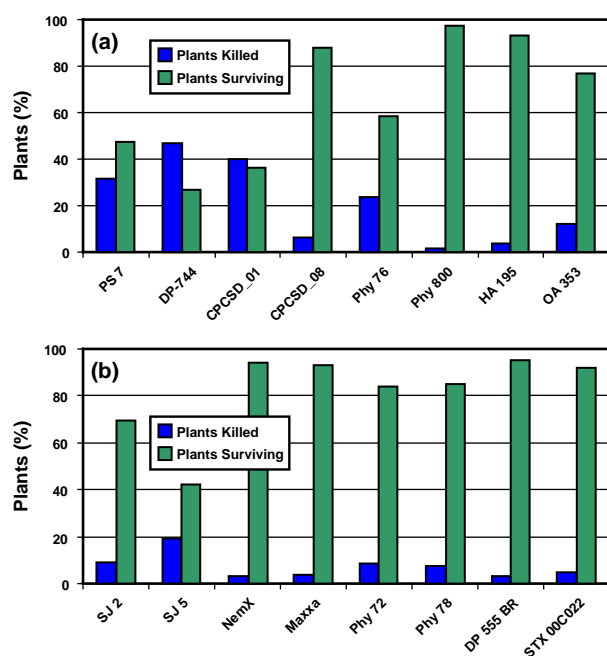 (a)
Plants Killed
Plants Surviving
Plants (%)
100
80
60
40
20
0
PS 7
DP-744
CPCSD_01
CPCSD_08
Phy 76
Phy 800
HA 195
OA 353
(b)
Plants Killed
Plants Surviving
Plants (%)
100
80
60
40
20
0
SJ 2
SJ 5
NemX
Maxxa
Phy 72
Phy 78
DP 555 BR
STX 00C022